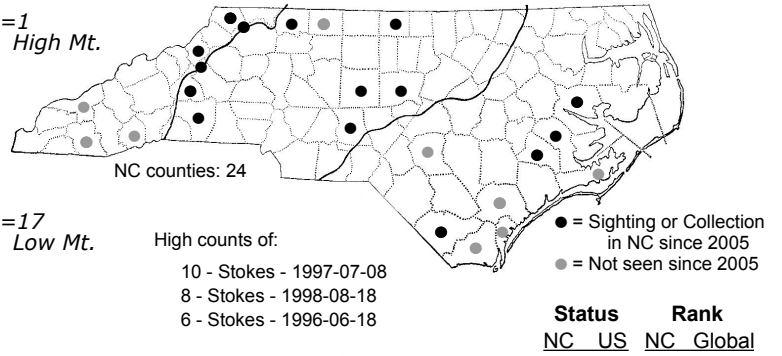 =1
High Mt.
NC counties: 24
=17
Low Mt.
High counts of:
10 - Stokes - 1997-07-08
8 - Stokes - 1998-08-18
6 - Stokes - 1996-06-18
= Sighting or Collection
in NC since 2005
= Not seen since 2005
Status Rank
NC US NC Global